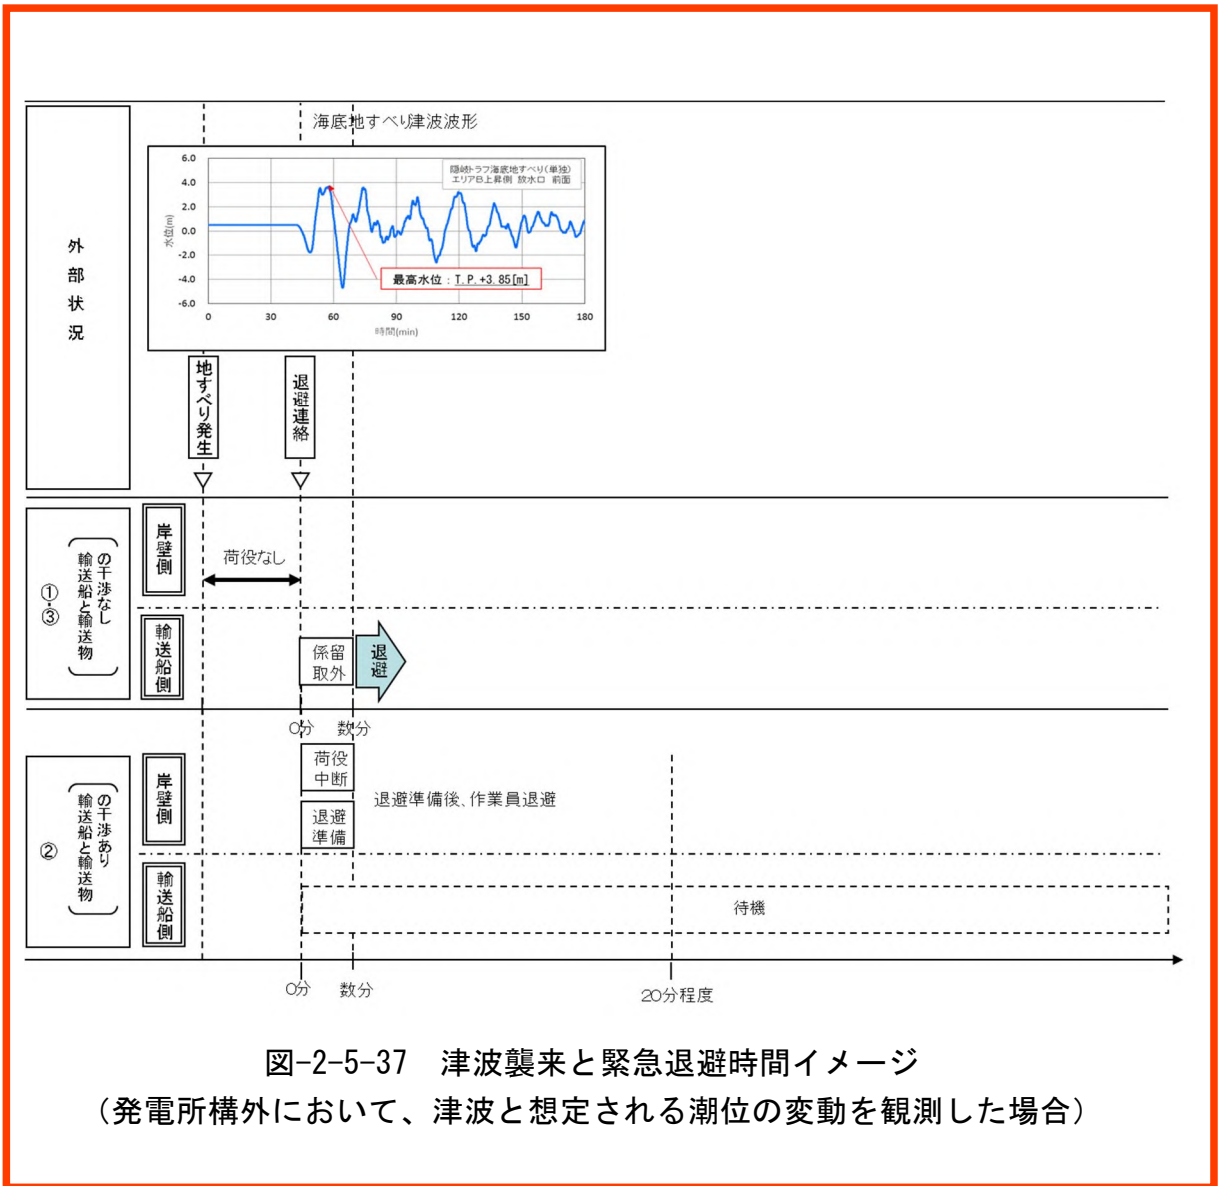 海底地すべり津波波形
隠岐トラフ海底地すべり(単独)
エリアB上昇側 放水口 前面
水位(m)
6.0
4.0
2.0
0.0
-2.0
-4.0
-6.0
最高水位：T.P.+3.85[m]
0 30 60 90 120 150 180
時間(min)
外部状況
地すべり発生
退避連絡
①・③
輸送船と輸送物
の干渉なし
岸壁側
荷役なし
輸送船側
係留
取外
退避
0分 数分
②
輸送船と輸送物
の干渉あり
岸壁側
荷役
中断
退避
準備
退避準備後、作業員退避
輸送船側
待機
0分 数分 20分程度
図-2-5-37　津波襲来と緊急退避時間イメージ
（発電所構外において、津波と想定される潮位の変動を観測した場合）